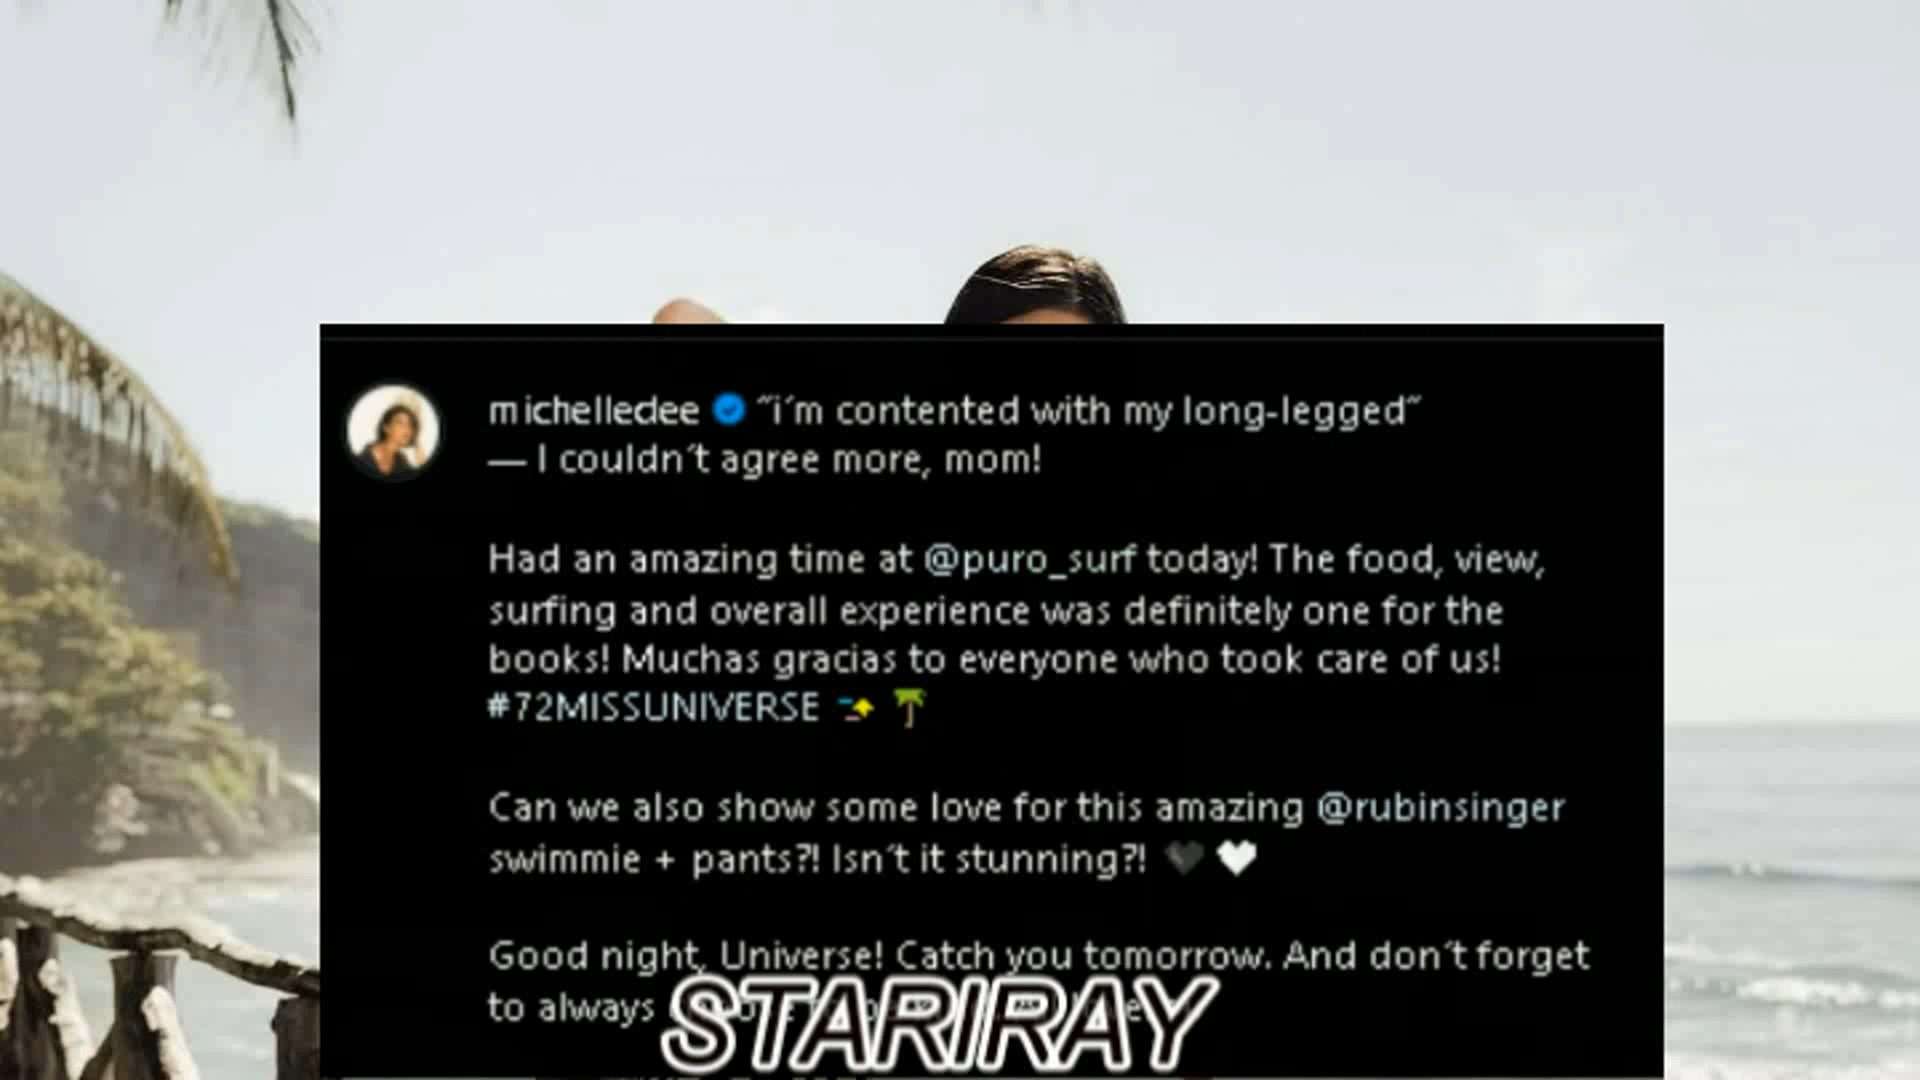 michelledee "i'm contented with my long-legged"
— I couldn't agree more, mom!
Had an amazing time at @puro_surf today! The food, view,
surfing and overall experience was definitely one for the
books! Muchas gracias to everyone who took care of us!
#72MISSUNIVERSE
Can we also show some love for this amazing @rubinsinger
swimmie + pants?! Isn't it stunning?! 🖤🤍
Good night, Universe! Catch you tomorrow. And don't forget
to always
STARIRAY